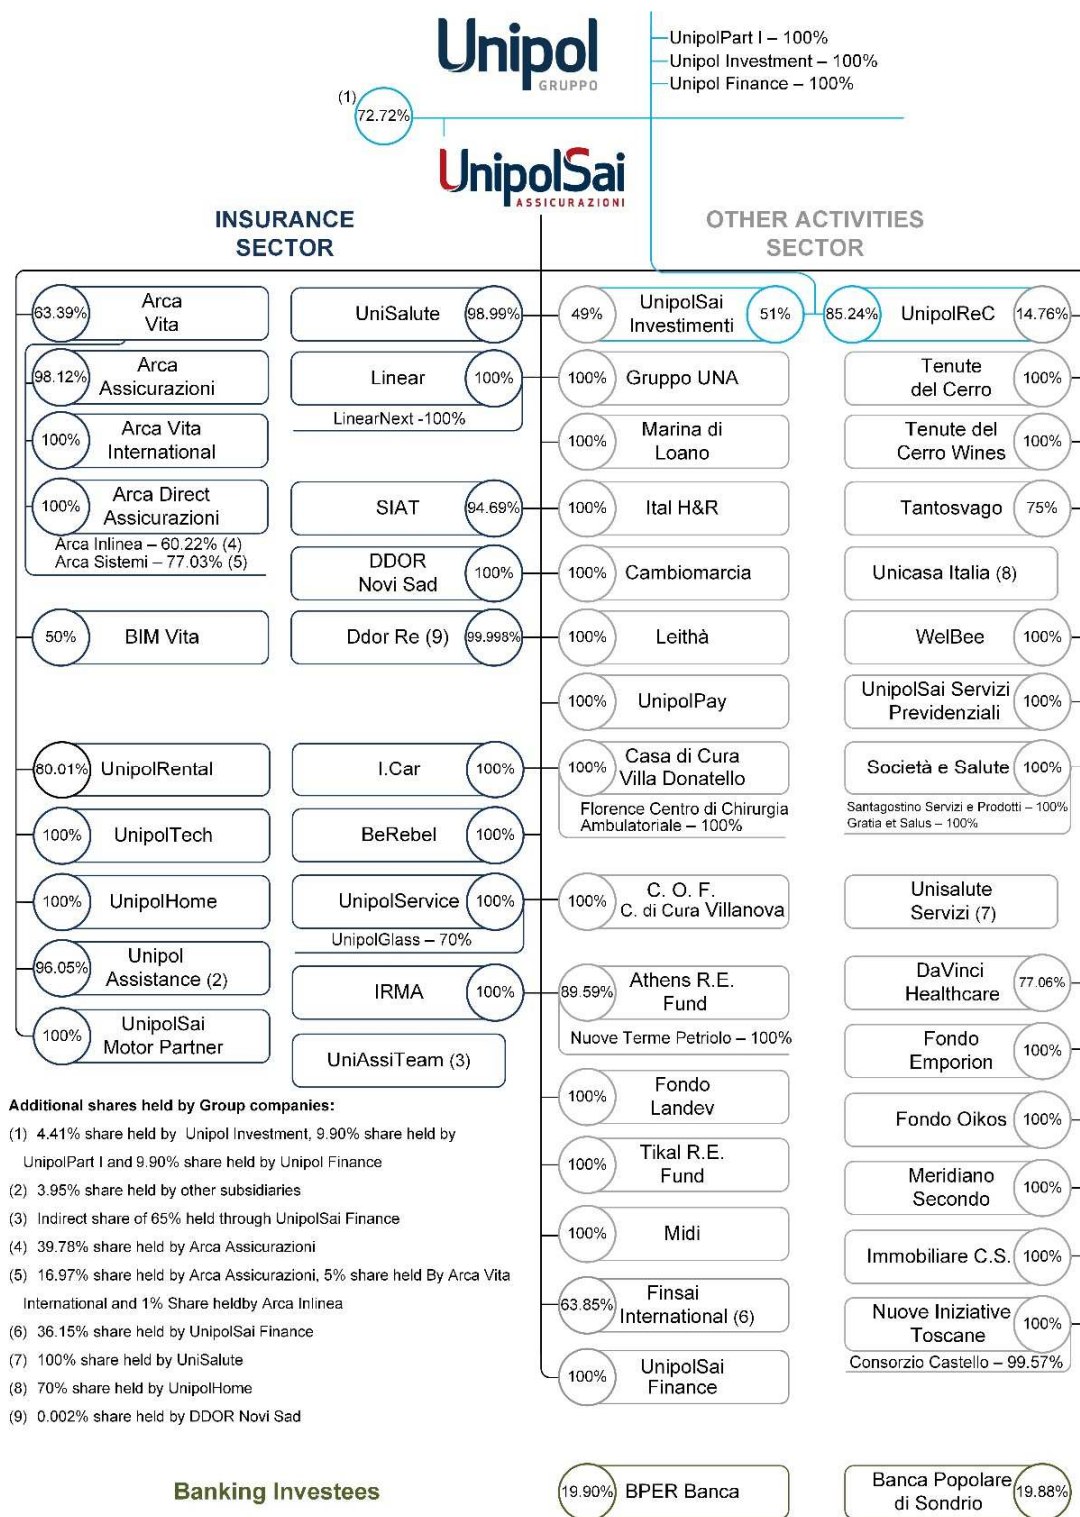 Unipol
GRUPPO
UnipolPart I – 100%
Unipol Investment – 100%
Unipol Finance – 100%
(1)
72.72%
UnipolSai
ASSICURAZIONI
INSURANCE
SECTOR
OTHER ACTIVITIES
SECTOR
63.39%
Arca
Vita
98.12%
Arca
Assicurazioni
100%
Arca Vita
International
100%
Arca Direct
Assicurazioni
Arca Inlinea – 60.22% (4)
Arca Sistemi – 77.03% (5)
50%
BIM Vita
80.01%
UnipolRental
100%
UnipolTech
100%
UnipolHome
96.05%
Unipol
Assistance (2)
100%
UnipolSai
Motor Partner
UniSalute
98.99%
Linear
100%
LinearNext -100%
SIAT
94.69%
DDOR
Novi Sad
100%
Ddor Re (9)
99.998%
I.Car
100%
BeRebel
100%
UnipolService
100%
UnipolGlass – 70%
IRMA
100%
UniAssiTeam (3)
49%
UnipolSai
Investimenti
51%
100%
Gruppo UNA
100%
Marina di
Loano
100%
Ital H&R
100%
Cambiomarcia
100%
Leithà
100%
UnipolPay
100%
Casa di Cura
Villa Donatello
Florence Centro di Chirurgia
Ambulatoriale – 100%
100%
C. O. F.
C. di Cura Villanova
89.59%
Athens R.E.
Fund
Nuove Terme Petriolo – 100%
100%
Fondo
Landev
100%
Tikal R.E.
Fund
100%
Midi
63.85%
Finsai
International (6)
100%
UnipolSai
Finance
85.24%
UnipolReC
14.76%
Tenute
del Cerro
100%
Tenute del
Cerro Wines
100%
Tantosvago
75%
Unicasa Italia (8)
WelBee
100%
UnipolSai Servizi
Previdenziali
100%
Società e Salute
100%
Santagostino Servizi e Prodotti – 100%
Gratia et Salus – 100%
Unisalute
Servizi (7)
DaVinci
Healthcare
77.06%
Fondo
Emporion
100%
Fondo Oikos
100%
Meridiano
Secondo
100%
Immobiliare C.S.
100%
Nuove Iniziative
Toscane
100%
Consorzio Castello – 99.57%
Additional shares held by Group companies:
(1) 4.41% share held by Unipol Investment, 9.90% share held by
UnipolPart I and 9.90% share held by Unipol Finance
(2) 3.95% share held by other subsidiaries
(3) Indirect share of 65% held through UnipolSai Finance
(4) 39.78% share held by Arca Assicurazioni
(5) 16.97% share held by Arca Assicurazioni, 5% share held By Arca Vita
International and 1% Share heldby Arca Inlinea
(6) 36.15% share held by UnipolSai Finance
(7) 100% share held by UniSalute
(8) 70% share held by UnipolHome
(9) 0.002% share held by DDOR Novi Sad
Banking Investees
19.90%
BPER Banca
Banca Popolare
di Sondrio
19.88%